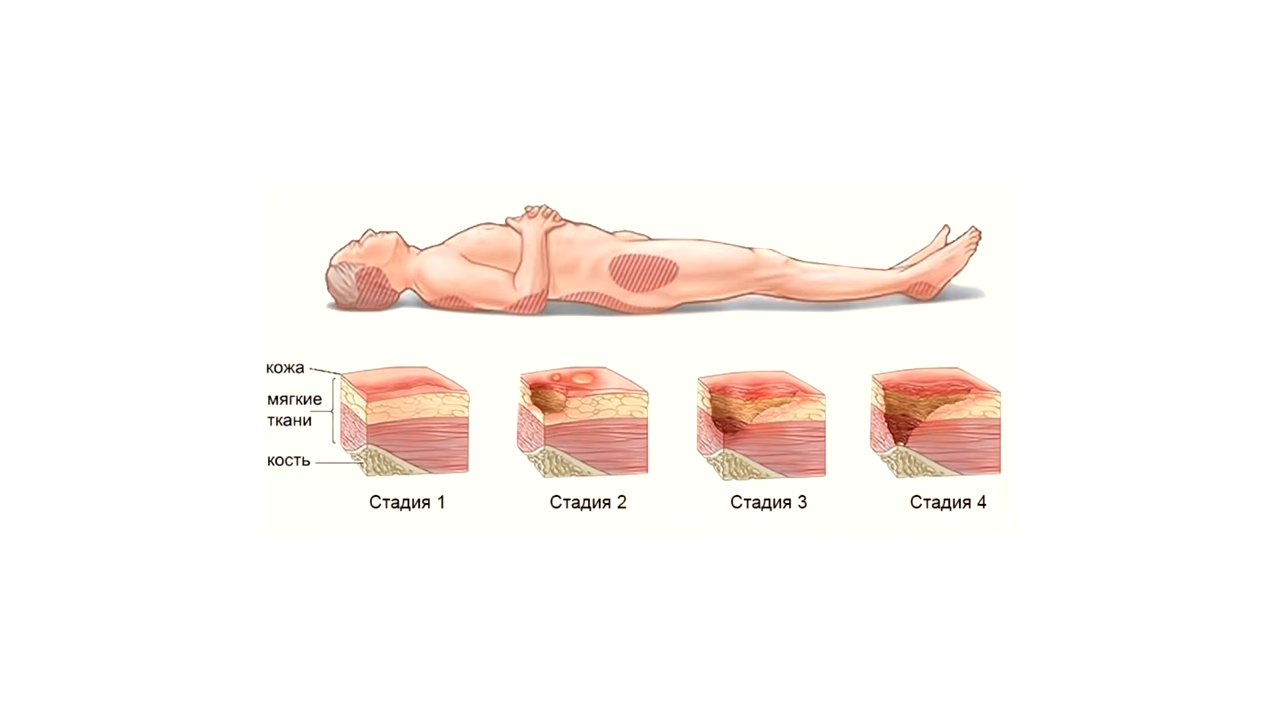 кожа
мягкие
ткани
кость
Стадия 1
Стадия 2
Стадия 3
Стадия 4